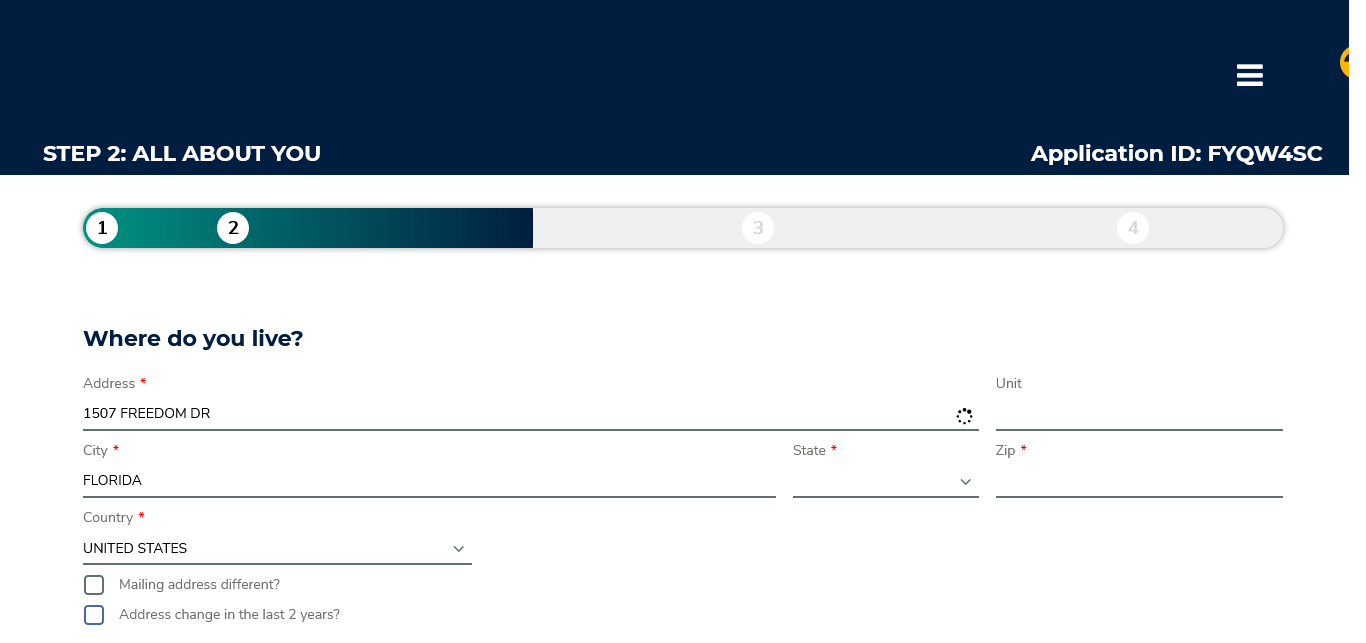 STEP 2: ALL ABOUT YOU
Application ID: FYQW4SC
1 2 3 4
Where do you live?
Address *
Unit
1507 FREEDOM DR
City *
State *
Zip *
FLORIDA
Country *
UNITED STATES
Mailing address different?
Address change in the last 2 years?